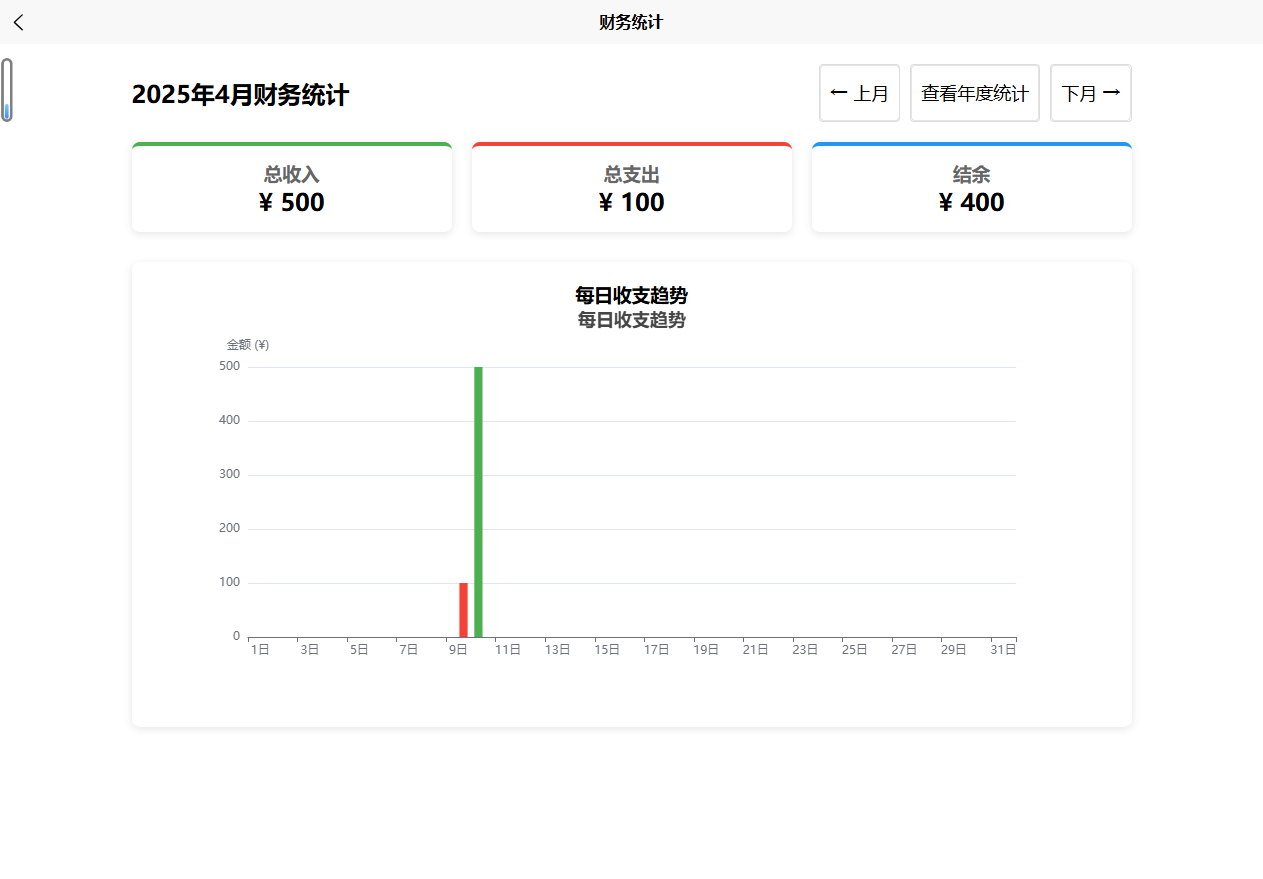 财务统计
2025年4月财务统计
← 上月
查看年度统计
下月 →
总收入
¥ 500
总支出
¥ 100
结余
¥ 400
每日收支趋势
每日收支趋势
金额 (¥)
500
400
300
200
100
0
1日 3日 5日 7日 9日 11日 13日 15日 17日 19日 21日 23日 25日 27日 29日 31日